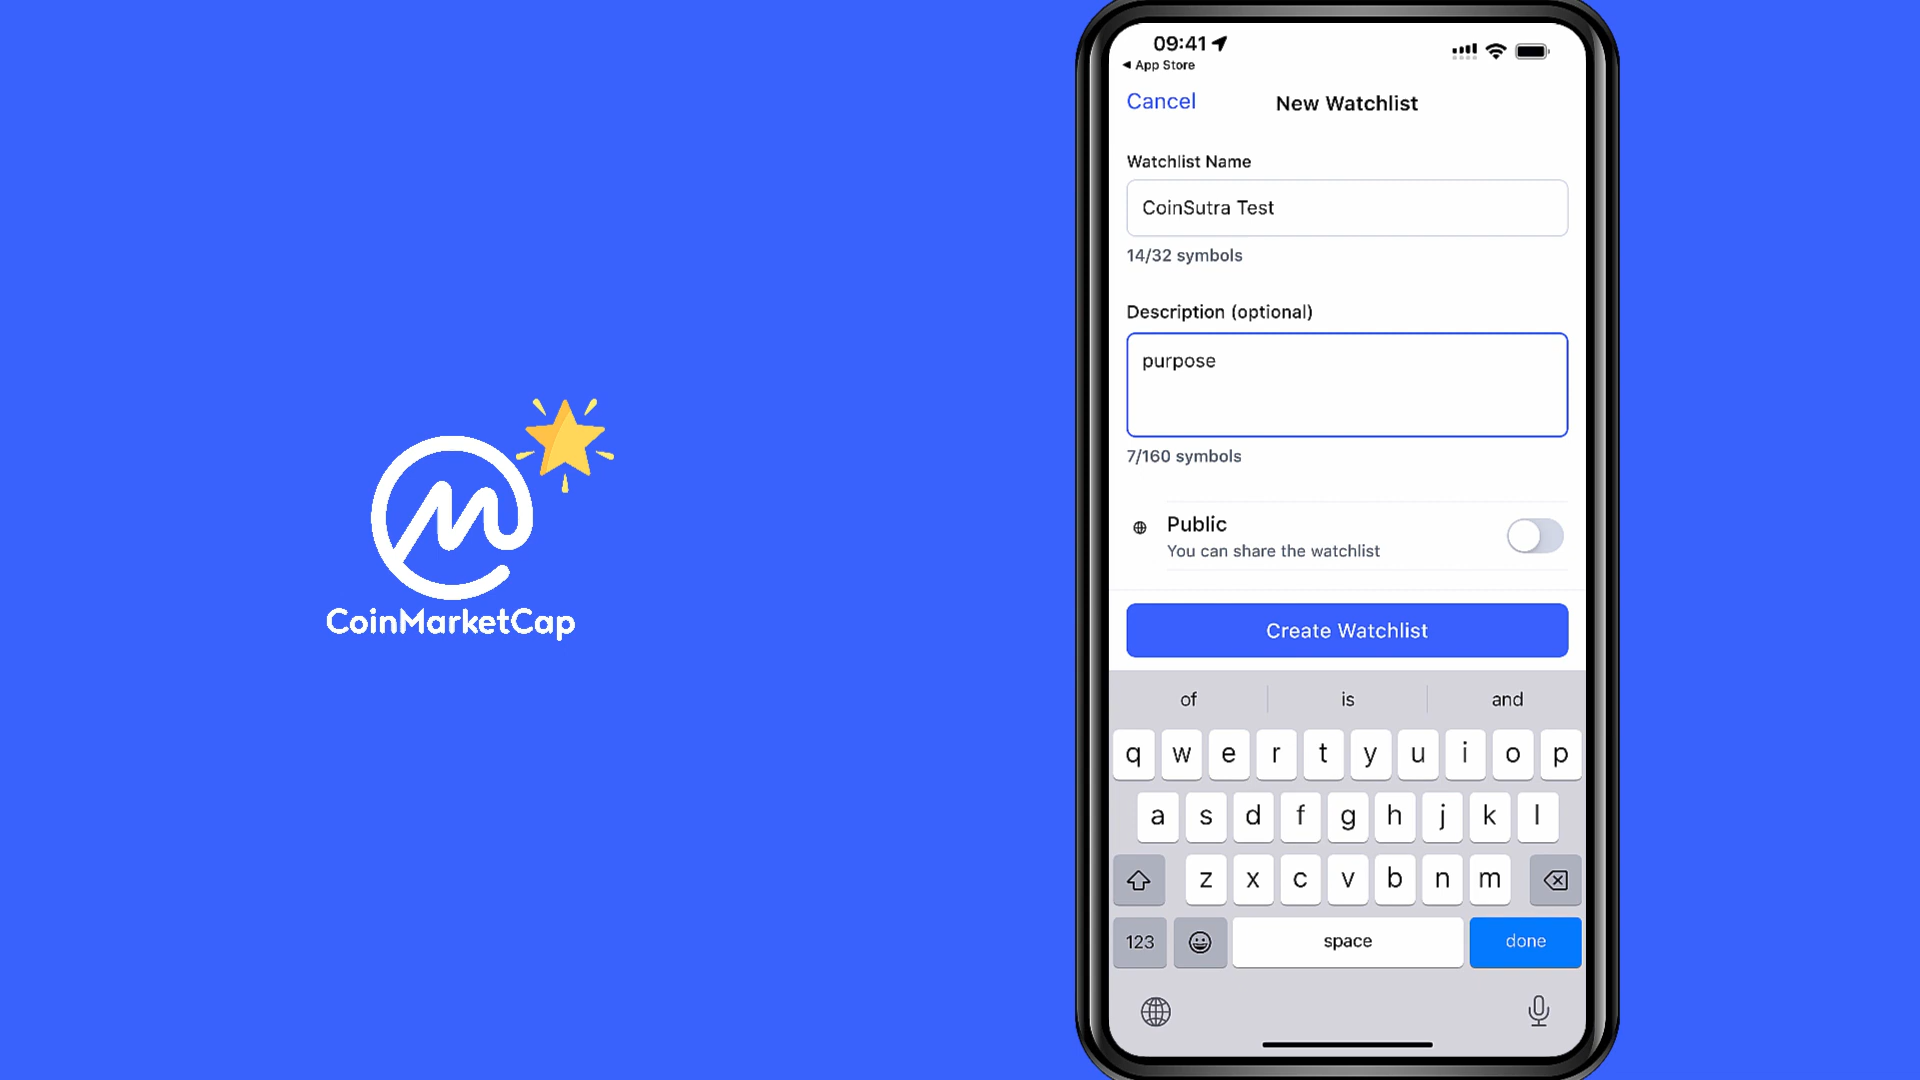 CoinMarketCap
09:41
App Store
Cancel
New Watchlist
Watchlist Name
CoinSutra Test
14/32 symbols
Description (optional)
purpose
7/160 symbols
Public
You can share the watchlist
Create Watchlist
of is and
q w e r t y u i o p
a s d f g h j k l
z x c v b n m
123 space done